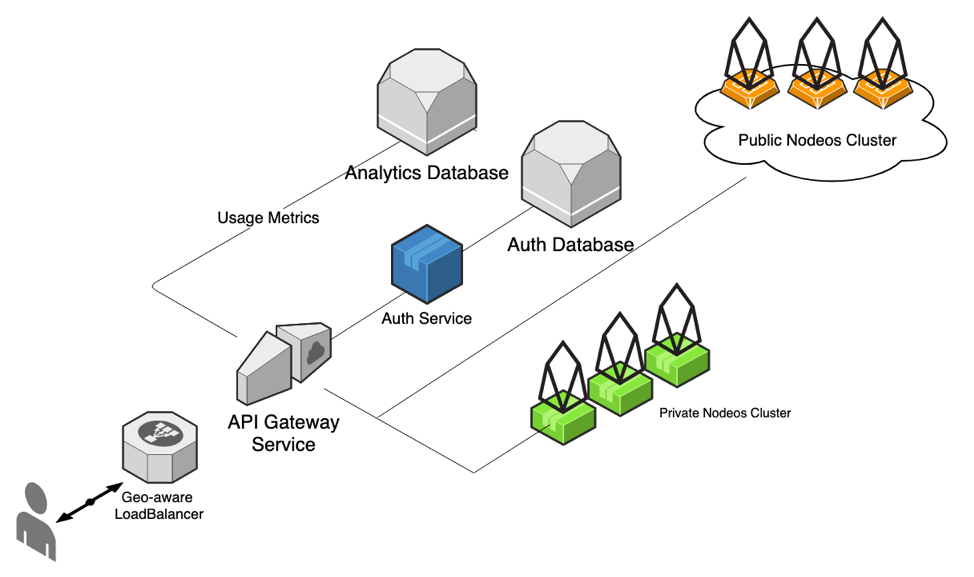 Public Nodeos Cluster
Analytics Database
Usage Metrics
Auth Database
Auth Service
API Gateway
Service
Private Nodeos Cluster
Geo-aware
LoadBalancer